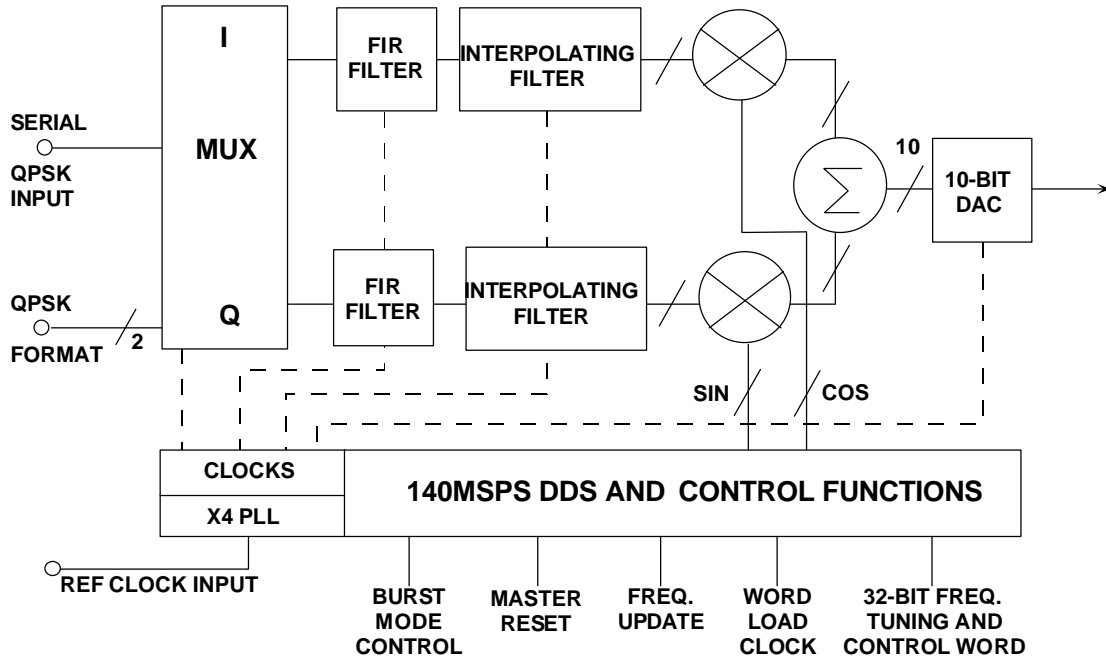 I
MUX
Q
SERIAL
QPSK
INPUT
QPSK
FORMAT
2
FIR
FILTER
INTERPOLATING
FILTER
FIR
FILTER
INTERPOLATING
FILTER
Σ
10
10-BIT
DAC
SIN
COS
CLOCKS
X4 PLL
140MSPS DDS AND CONTROL FUNCTIONS
REF CLOCK INPUT
BURST
MODE
CONTROL
MASTER
RESET
FREQ.
UPDATE
WORD
LOAD
CLOCK
32-BIT FREQ.
TUNING AND
CONTROL WORD